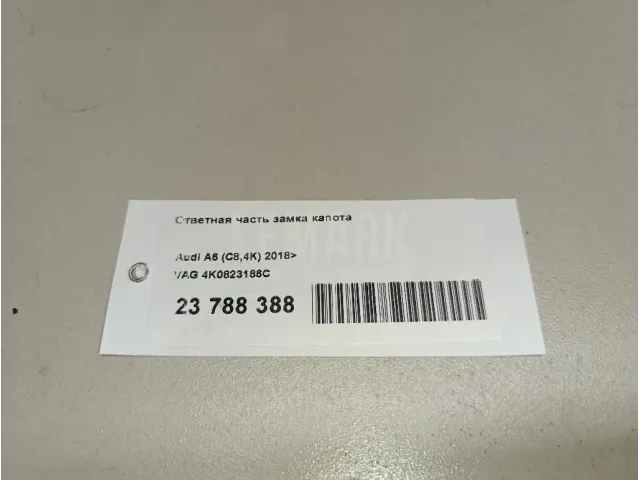 Ответная часть замка капота
Audi A6 (C8,4K) 2018>
VAG 4K0823186C
23 788 388